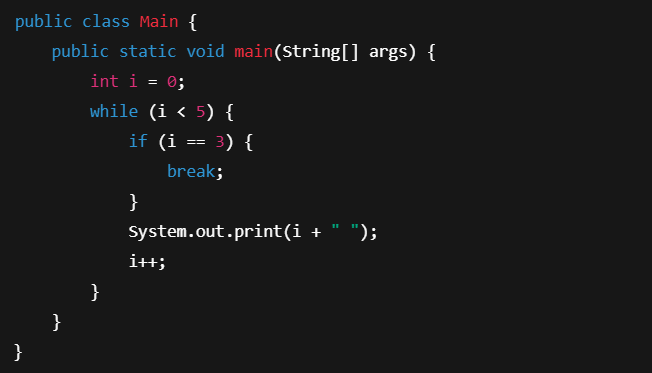 public class Main {
    public static void main(String[] args) {
        int i = 0;
        while (i < 5) {
            if (i == 3) {
                break;
            }
            System.out.print(i + " ");
            i++;
        }
    }
}